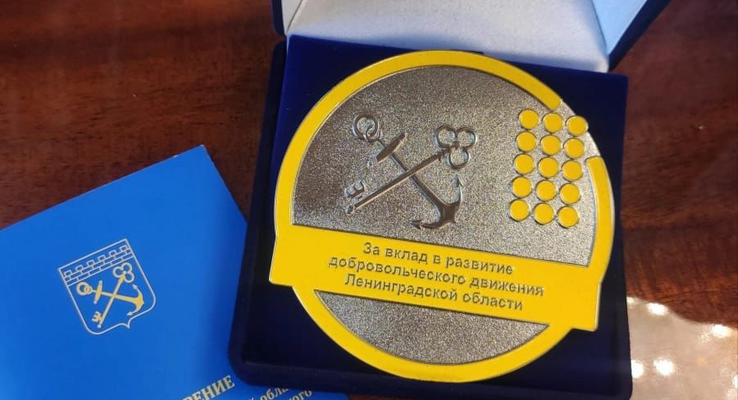 За вклад в развитие
добровольческого движения
Ленинградской области